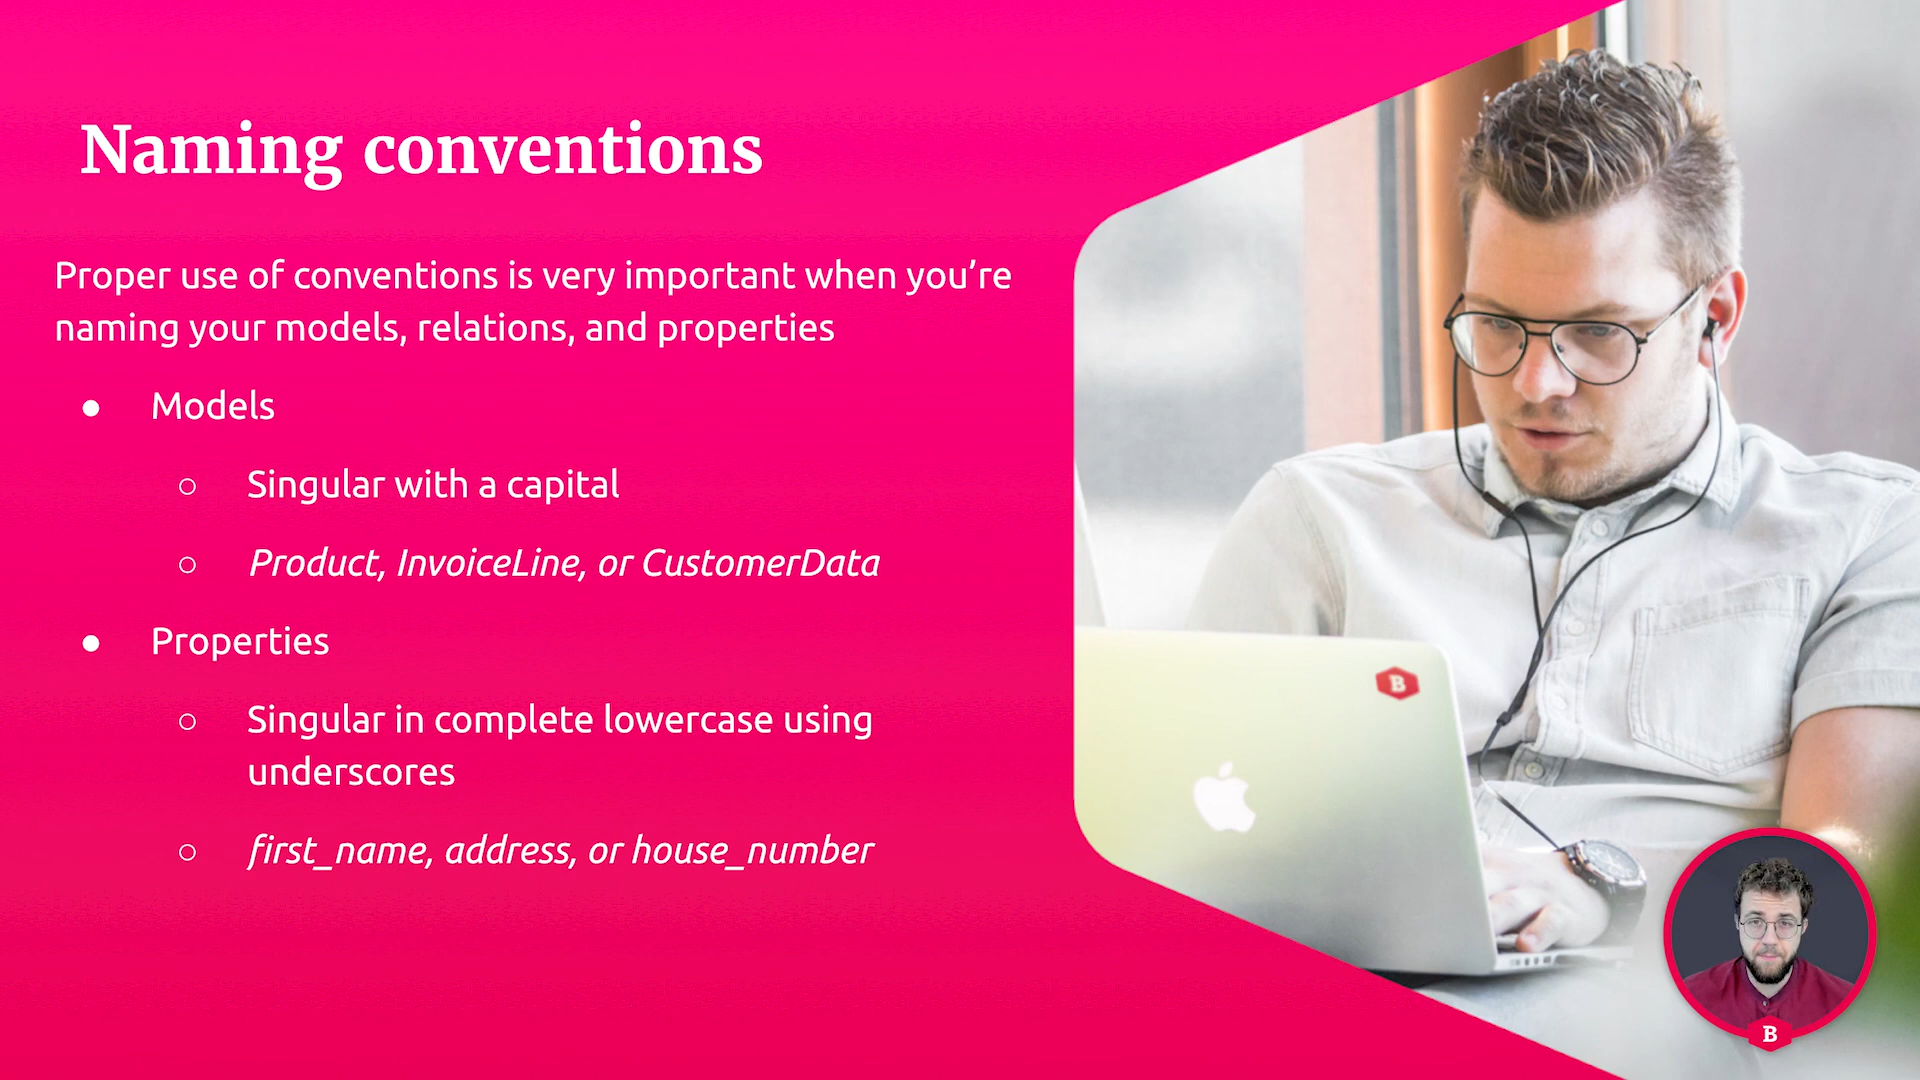 Naming conventions
Proper use of conventions is very important when you're
naming your models, relations, and properties
● Models
○ Singular with a capital
○ Product, InvoiceLine, or CustomerData
● Properties
○ Singular in complete lowercase using
underscores
○ first_name, address, or house_number
B
B